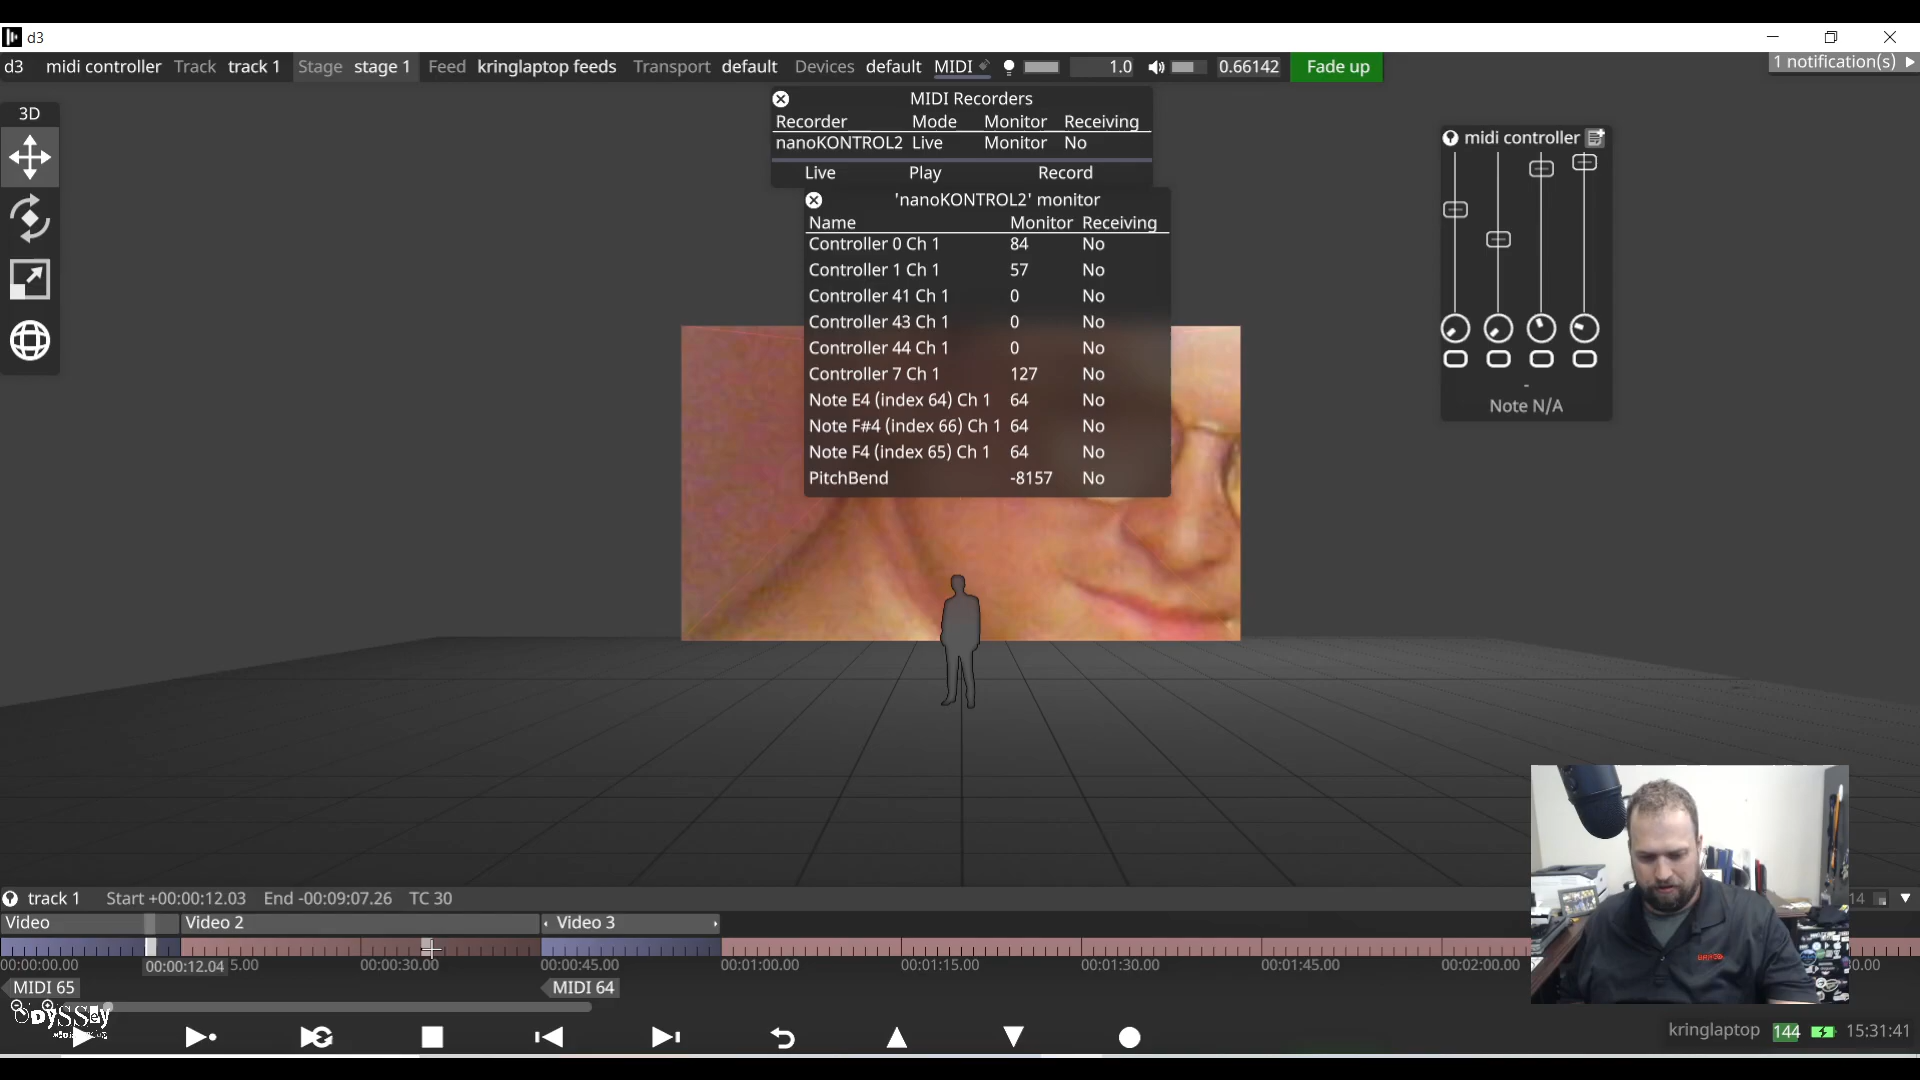 d3
d3 midi controller Track track 1 Stage stage 1 Feed kringlaptop feeds Transport default Devices default MIDI 1.0 0.66142 Fade up 1 notification(s)
3D
MIDI Recorders
Recorder Mode Monitor Receiving
nanoKONTROL2 Live Monitor No
Live Play Record
'nanoKONTROL2' monitor
Name Monitor Receiving
Controller 0 Ch 1 84 No
Controller 1 Ch 1 57 No
Controller 41 Ch 1 0 No
Controller 43 Ch 1 0 No
Controller 44 Ch 1 0 No
Controller 7 Ch 1 127 No
Note E4 (index 64) Ch 1 64 No
Note F#4 (index 66) Ch 1 64 No
Note F4 (index 65) Ch 1 64 No
PitchBend -8157 No
midi controller
-
Note N/A
track 1 Start +00:00:12.03 End -00:09:07.26 TC 30 14
Video Video 2 Video 3
00:00:00.00 00:00:12.04 5.00 00:00:30.00 00:00:45.00 00:01:00.00 00:01:15.00 00:01:30.00 00:01:45.00 00:02:00.00 00.00
MIDI 65 MIDI 64
Odyssey
kringlaptop 144 15:31:41